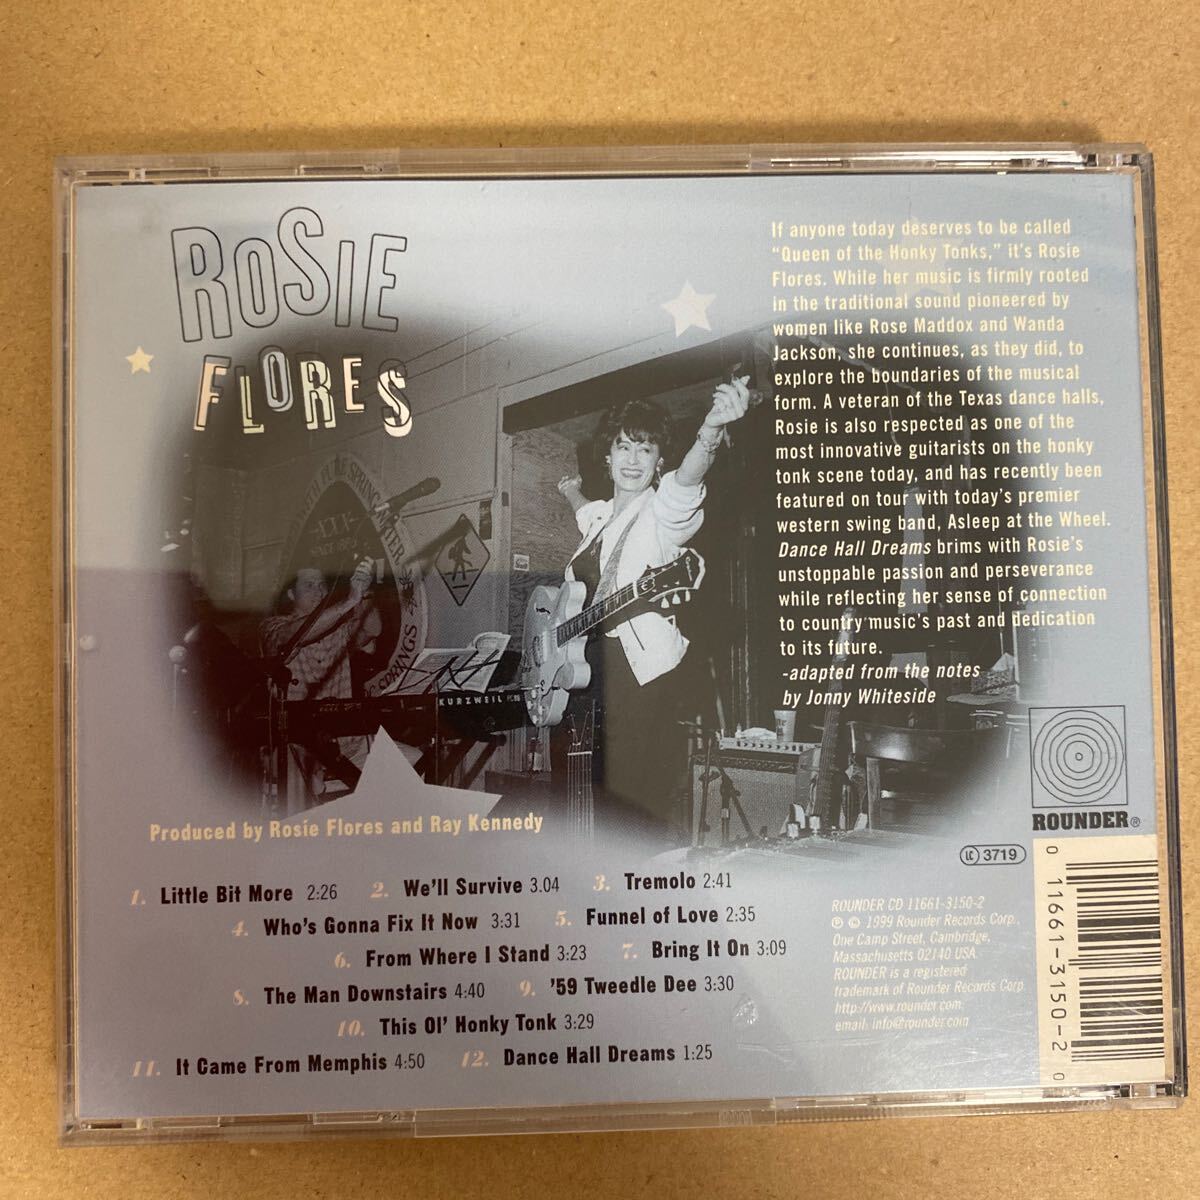 ROSIE
FLORES
If anyone today deserves to be called
“Queen of the Honky Tonks,” it's Rosie
Flores. While her music is firmly rooted
in the traditional sound pioneered by
women like Rose Maddox and Wanda
Jackson, she continues, as they did, to
explore the boundaries of the musical
form. A veteran of the Texas dance halls,
Rosie is also respected as one of the
most innovative guitarists on the honky
tonk scene today, and has recently been
featured on tour with today's premier
western swing band, Asleep at the Wheel.
Dance Hall Dreams brims with Rosie's
unstoppable passion and perseverance
while reflecting her sense of connection
to country music's past and dedication
to its future.
-adapted from the notes
by Jonny Whiteside
KURZWEIL
SPRINGS
Produced by Rosie Flores and Ray Kennedy
ROUNDER®
LC 3719
1. Little Bit More 2:26 2. We'll Survive 3.04 3. Tremolo 2:41
4. Who's Gonna Fix It Now 3:31 5. Funnel of Love 2:35
6. From Where I Stand 3:23 7. Bring It On 3:09
8. The Man Downstairs 4:40 9. '59 Tweedle Dee 3:30
10. This Ol' Honky Tonk 3:29
11. It Came From Memphis 4:50 12. Dance Hall Dreams 1:25
ROUNDER CD 11661-3150-2
℗ © 1999 Rounder Records Corp.,
One Camp Street, Cambridge,
Massachusetts 02140 USA.
ROUNDER is a registered
trademark of Rounder Records Corp.
http://www.rounder.com,
email: info@rounder.com
0 11661-3150-2 0